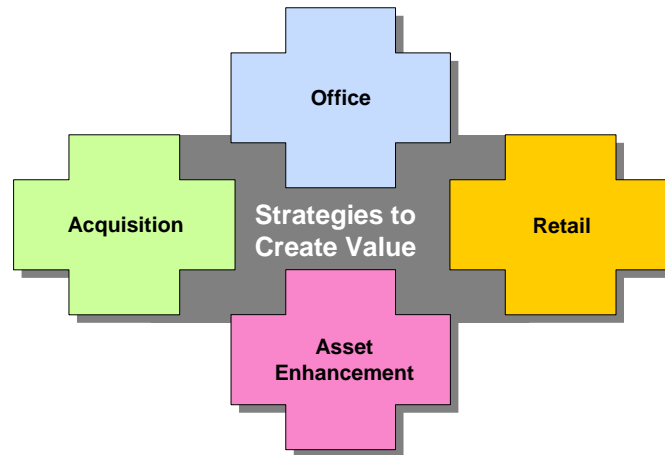 Office
Acquisition
Strategies to
Create Value
Retail
Asset
Enhancement